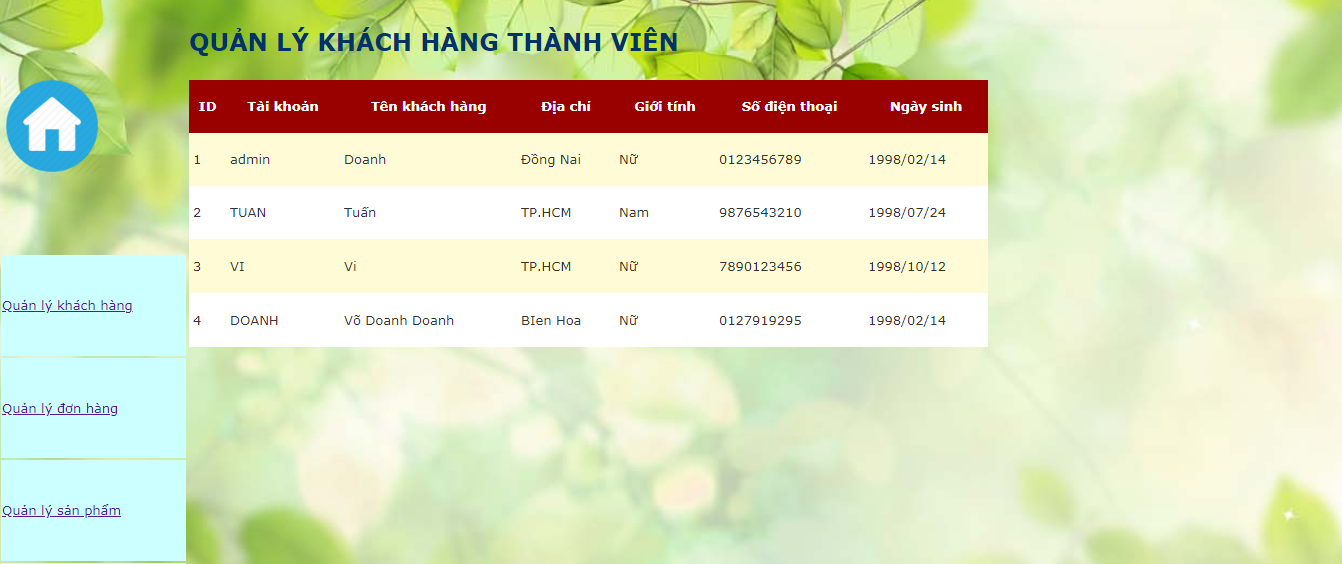 QUẢN LÝ KHÁCH HÀNG THÀNH VIÊN
ID Tài khoản Tên khách hàng Địa chỉ Giới tính Số điện thoại Ngày sinh
1 admin Doanh Đồng Nai Nữ 0123456789 1998/02/14
2 TUAN Tuấn TP.HCM Nam 9876543210 1998/07/24
3 VI Vi TP.HCM Nữ 7890123456 1998/10/12
4 DOANH Võ Doanh Doanh BIen Hoa Nữ 0127919295 1998/02/14
Quản lý khách hàng
Quản lý đơn hàng
Quản lý sản phẩm